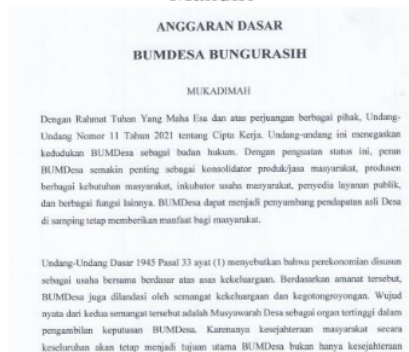 ANGGARAN DASAR
BUMDESA BUNGURASIH
MUKADIMAH
Dengan Rahmat Tuhan Yang Maha Esa dan atas perjuangan berbagai pihak, Undang-
Undang Nomor 11 Tahun 2021 tentang Cipta Kerja. Undang-undang ini menegaskan
kedudukan BUMDesa sebagai badan hukum. Dengan penguatan status ini, peran
BUMDesa semakin penting sebagai konsolidator produk/jasa masyarakat, produsen
berbagai kebutuhan masyarakat, inkubator usaha masyarakat, penyedia layanan publik,
dan berbagai fungsi lainnya. BUMDesa dapat menjadi penyumbang pendapatan asli Desa
di samping tetap memberikan manfaat bagi masyarakat.
Undang-Undang Dasar 1945 Pasal 33 ayat (1) menyebutkan bahwa perekonomian disusun
sebagai usaha bersama berdasar atas asas kekeluargaan. Berdasarkan amanat tersebut,
BUMDesa juga dilandasi oleh semangat kekeluargaan dan kegotongroyongan. Wujud
nyata dari kedua semangat tersebut adalah Musyawarah Desa sebagai organ tertinggi dalam
pengambilan keputusan BUMDesa. Karenanya kesejahteraan masyarakat secara
keseluruhan akan tetap menjadi tujuan utama BUMDesa bukan hanya kesejahteraan